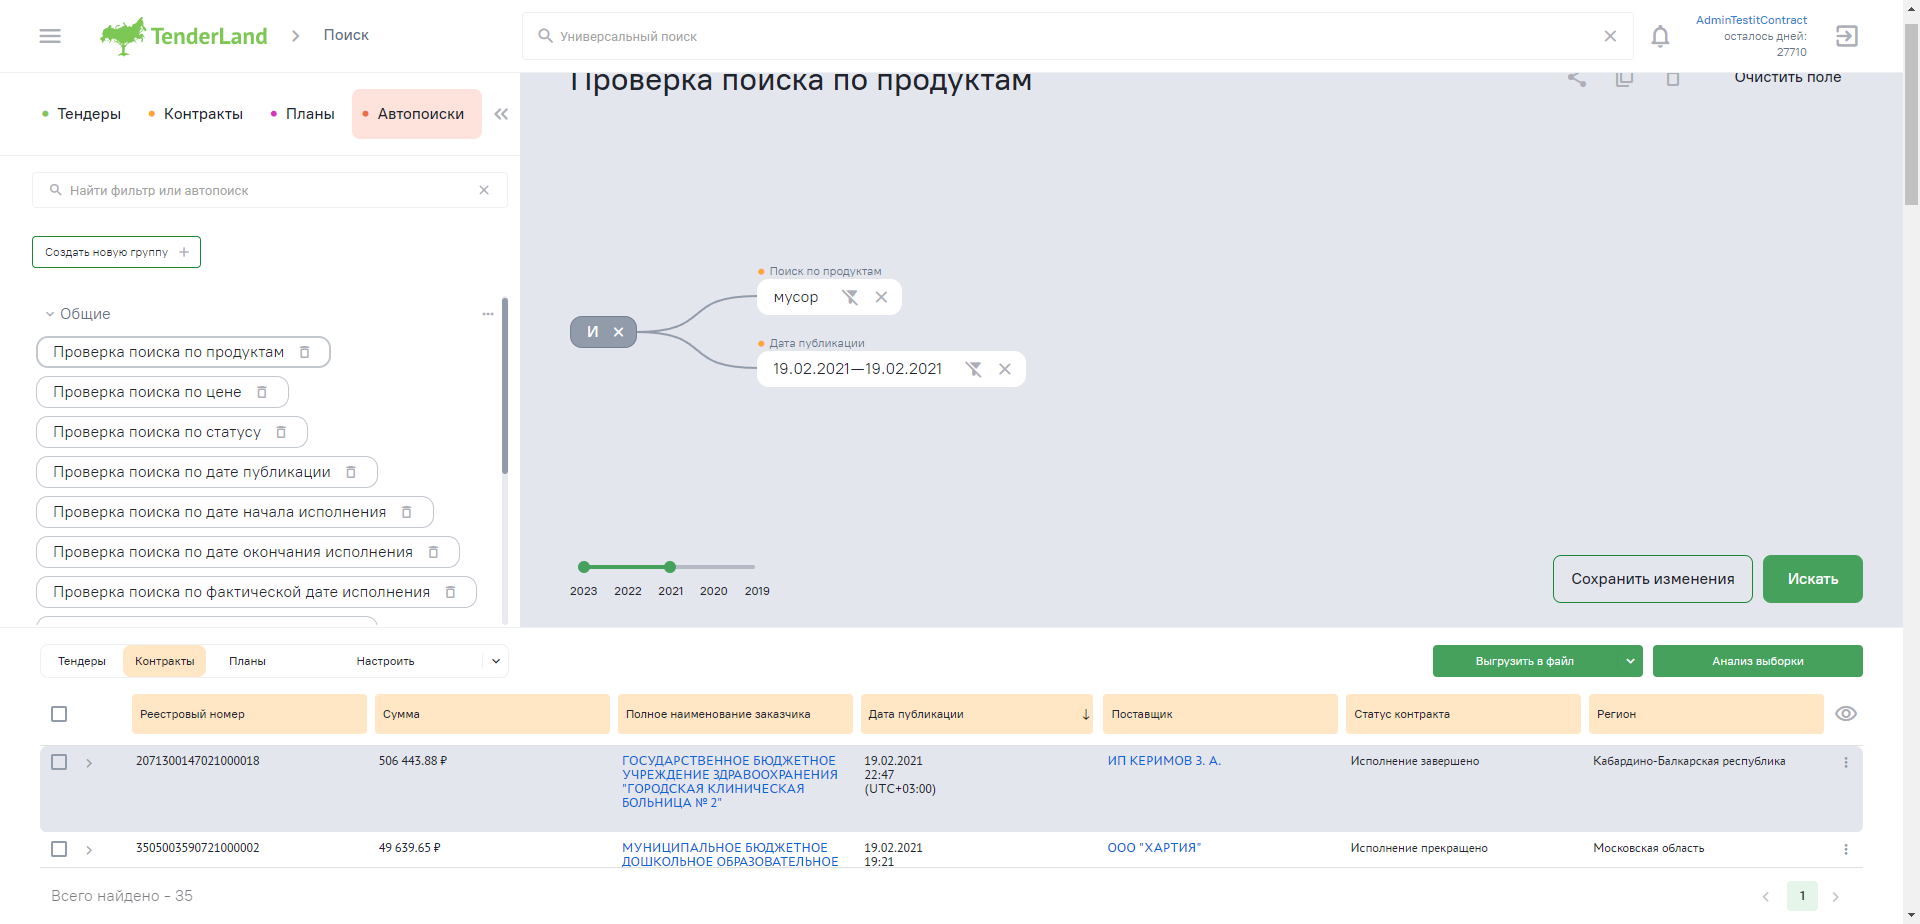 TenderLand
Поиск
Универсальный поиск
AdminTestitContract
осталось дней:
27710
Тендеры
Контракты
Планы
Автопоиски
Найти фильтр или автопоиск
Создать новую группу
Общие
Проверка поиска по продуктам
Проверка поиска по цене
Проверка поиска по статусу
Проверка поиска по дате публикации
Проверка поиска по дате начала исполнения
Проверка поиска по дате окончания исполнения
Проверка поиска по фактической дате исполнения
Проверка поиска по продуктам
Очистить поле
И
Поиск по продуктам
мусор
Дата публикации
19.02.2021—19.02.2021
2023 2022 2021 2020 2019
Сохранить изменения
Искать
Тендеры Контракты Планы Настроить
Выгрузить в файл
Анализ выборки
Реестровый номер Сумма Полное наименование заказчика Дата публикации Поставщик Статус контракта Регион
2071300147021000018 506 443.88 ₽ ГОСУДАРСТВЕННОЕ БЮДЖЕТНОЕ 19.02.2021 ИП КЕРИМОВ З. А. Исполнение завершено Кабардино-Балкарская республика
УЧРЕЖДЕНИЕ ЗДРАВООХРАНЕНИЯ 22:47
"ГОРОДСКАЯ КЛИНИЧЕСКАЯ (UTC+03:00)
БОЛЬНИЦА № 2"
3505003590721000002 49 639.65 ₽ МУНИЦИПАЛЬНОЕ БЮДЖЕТНОЕ 19.02.2021 ООО "ХАРТИЯ" Исполнение прекращено Московская область
ДОШКОЛЬНОЕ ОБРАЗОВАТЕЛЬНОЕ 19:21
Всего найдено - 35
1